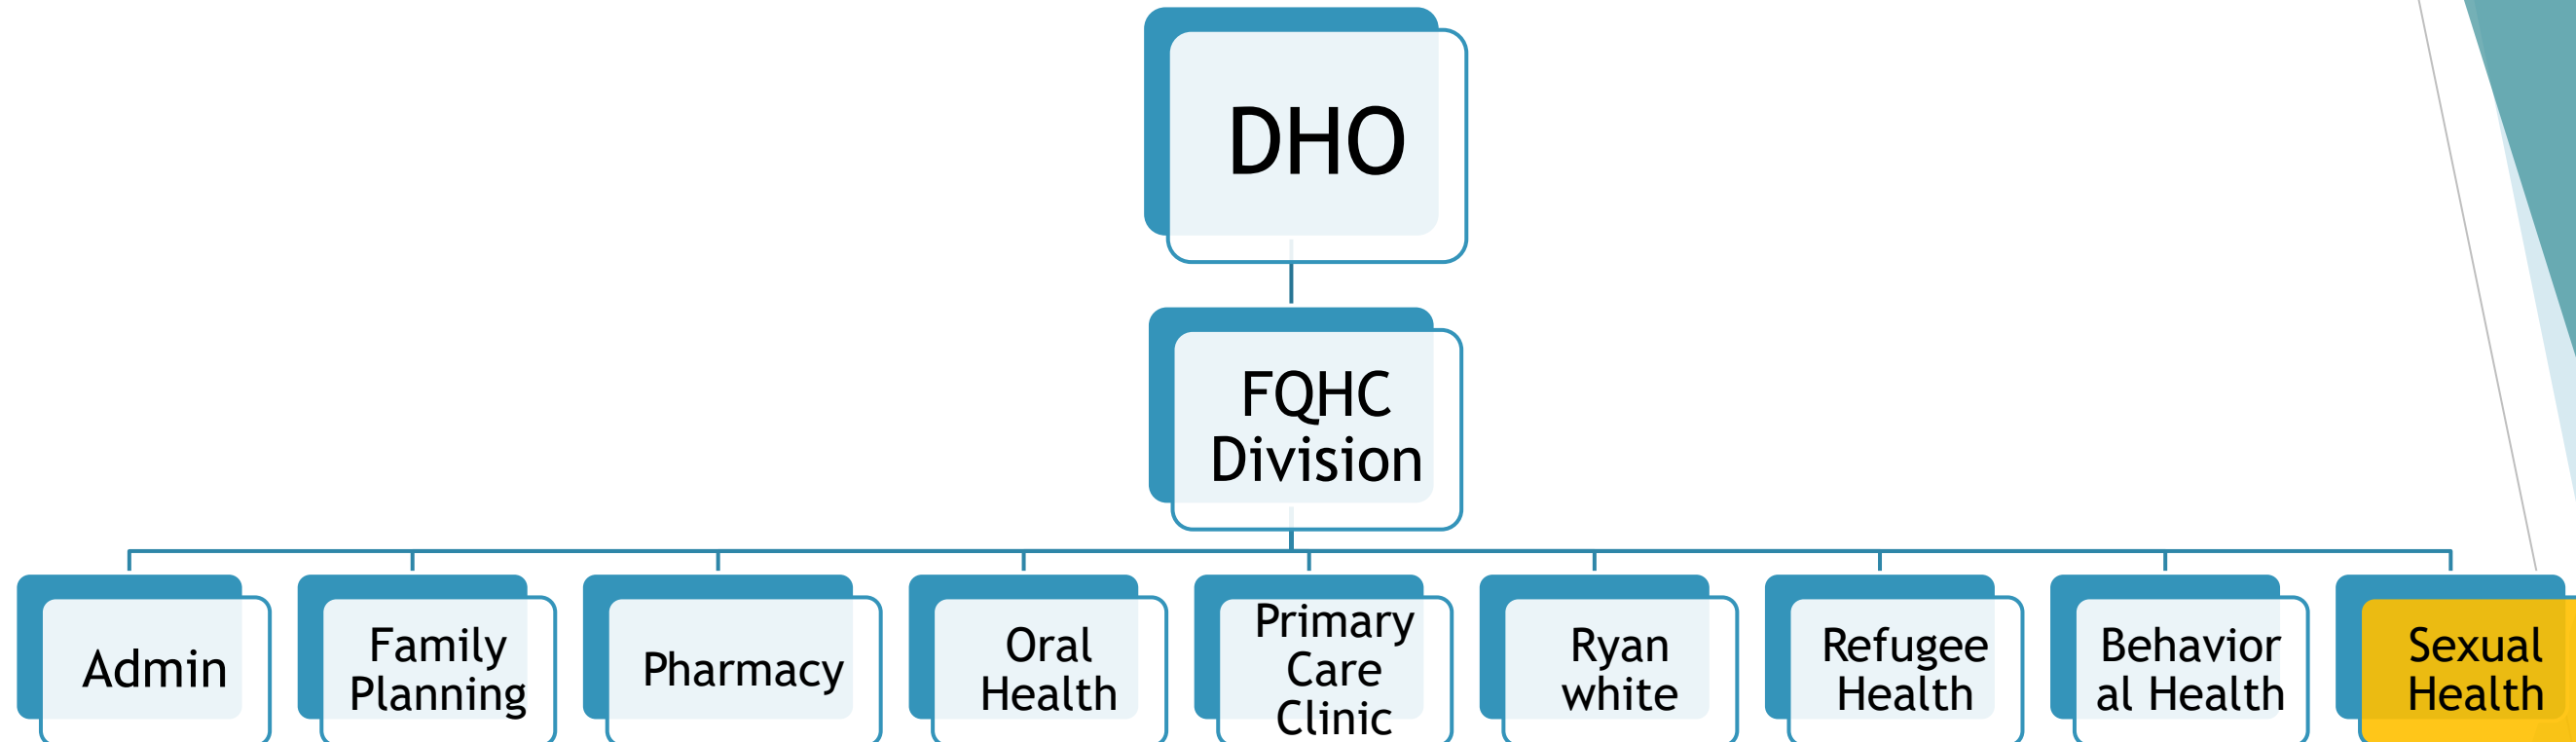 DHO
FQHC
Division
Admin
Family
Planning
Pharmacy
Oral
Health
Primary
Care
Clinic
Ryan
white
Refugee
Health
Behavior
al Health
Sexual
Health